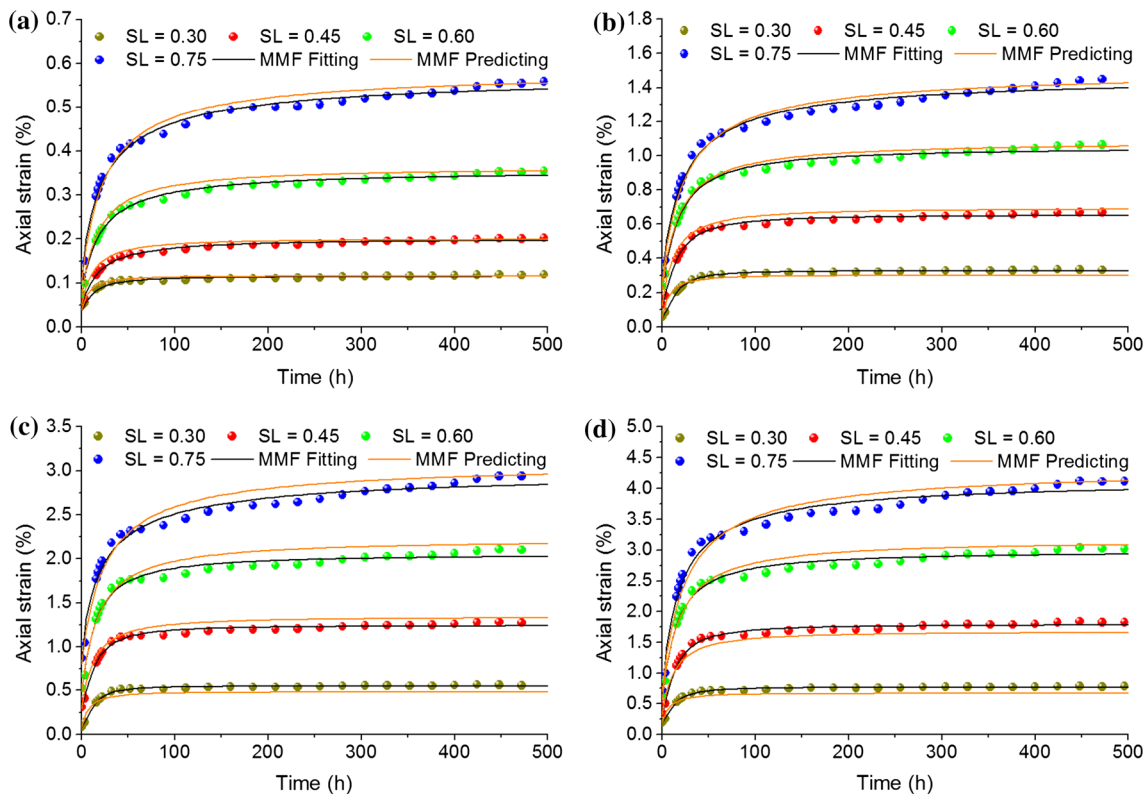 (a)
SL = 0.30 SL = 0.45 SL = 0.60
SL = 0.75 MMF Fitting MMF Predicting
Axial strain (%)
0.7
0.6
0.5
0.4
0.3
0.2
0.1
0.0
0 100 200 300 400 500
Time (h)
(b)
SL = 0.30 SL = 0.45 SL = 0.60
SL = 0.75 MMF Fitting MMF Predicting
Axial strain (%)
1.8
1.6
1.4
1.2
1.0
0.8
0.6
0.4
0.2
0.0
0 100 200 300 400 500
Time (h)
(c)
SL = 0.30 SL = 0.45 SL = 0.60
SL = 0.75 MMF Fitting MMF Predicting
Axial strain (%)
3.5
3.0
2.5
2.0
1.5
1.0
0.5
0.0
0 100 200 300 400 500
Time (h)
(d)
SL = 0.30 SL = 0.45 SL = 0.60
SL = 0.75 MMF Fitting MMF Predicting
Axial strain (%)
5.0
4.5
4.0
3.5
3.0
2.5
2.0
1.5
1.0
0.5
0.0
0 100 200 300 400 500
Time (h)